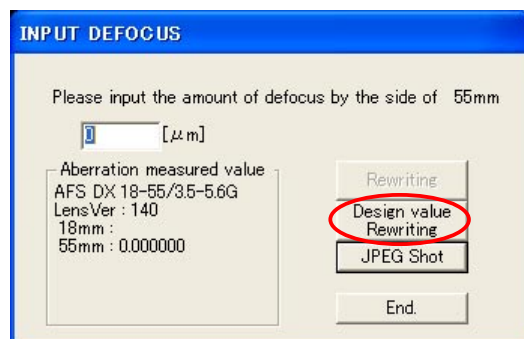 INPUT DEFOCUS
Please input the amount of defocus by the side of 55mm
0 [μm]
Aberration measured value
AFS DX 18-55/3.5-5.6G
LensVer : 140
18mm :
55mm : 0.000000
Rewriting
Design value
Rewriting
JPEG Shot
End.